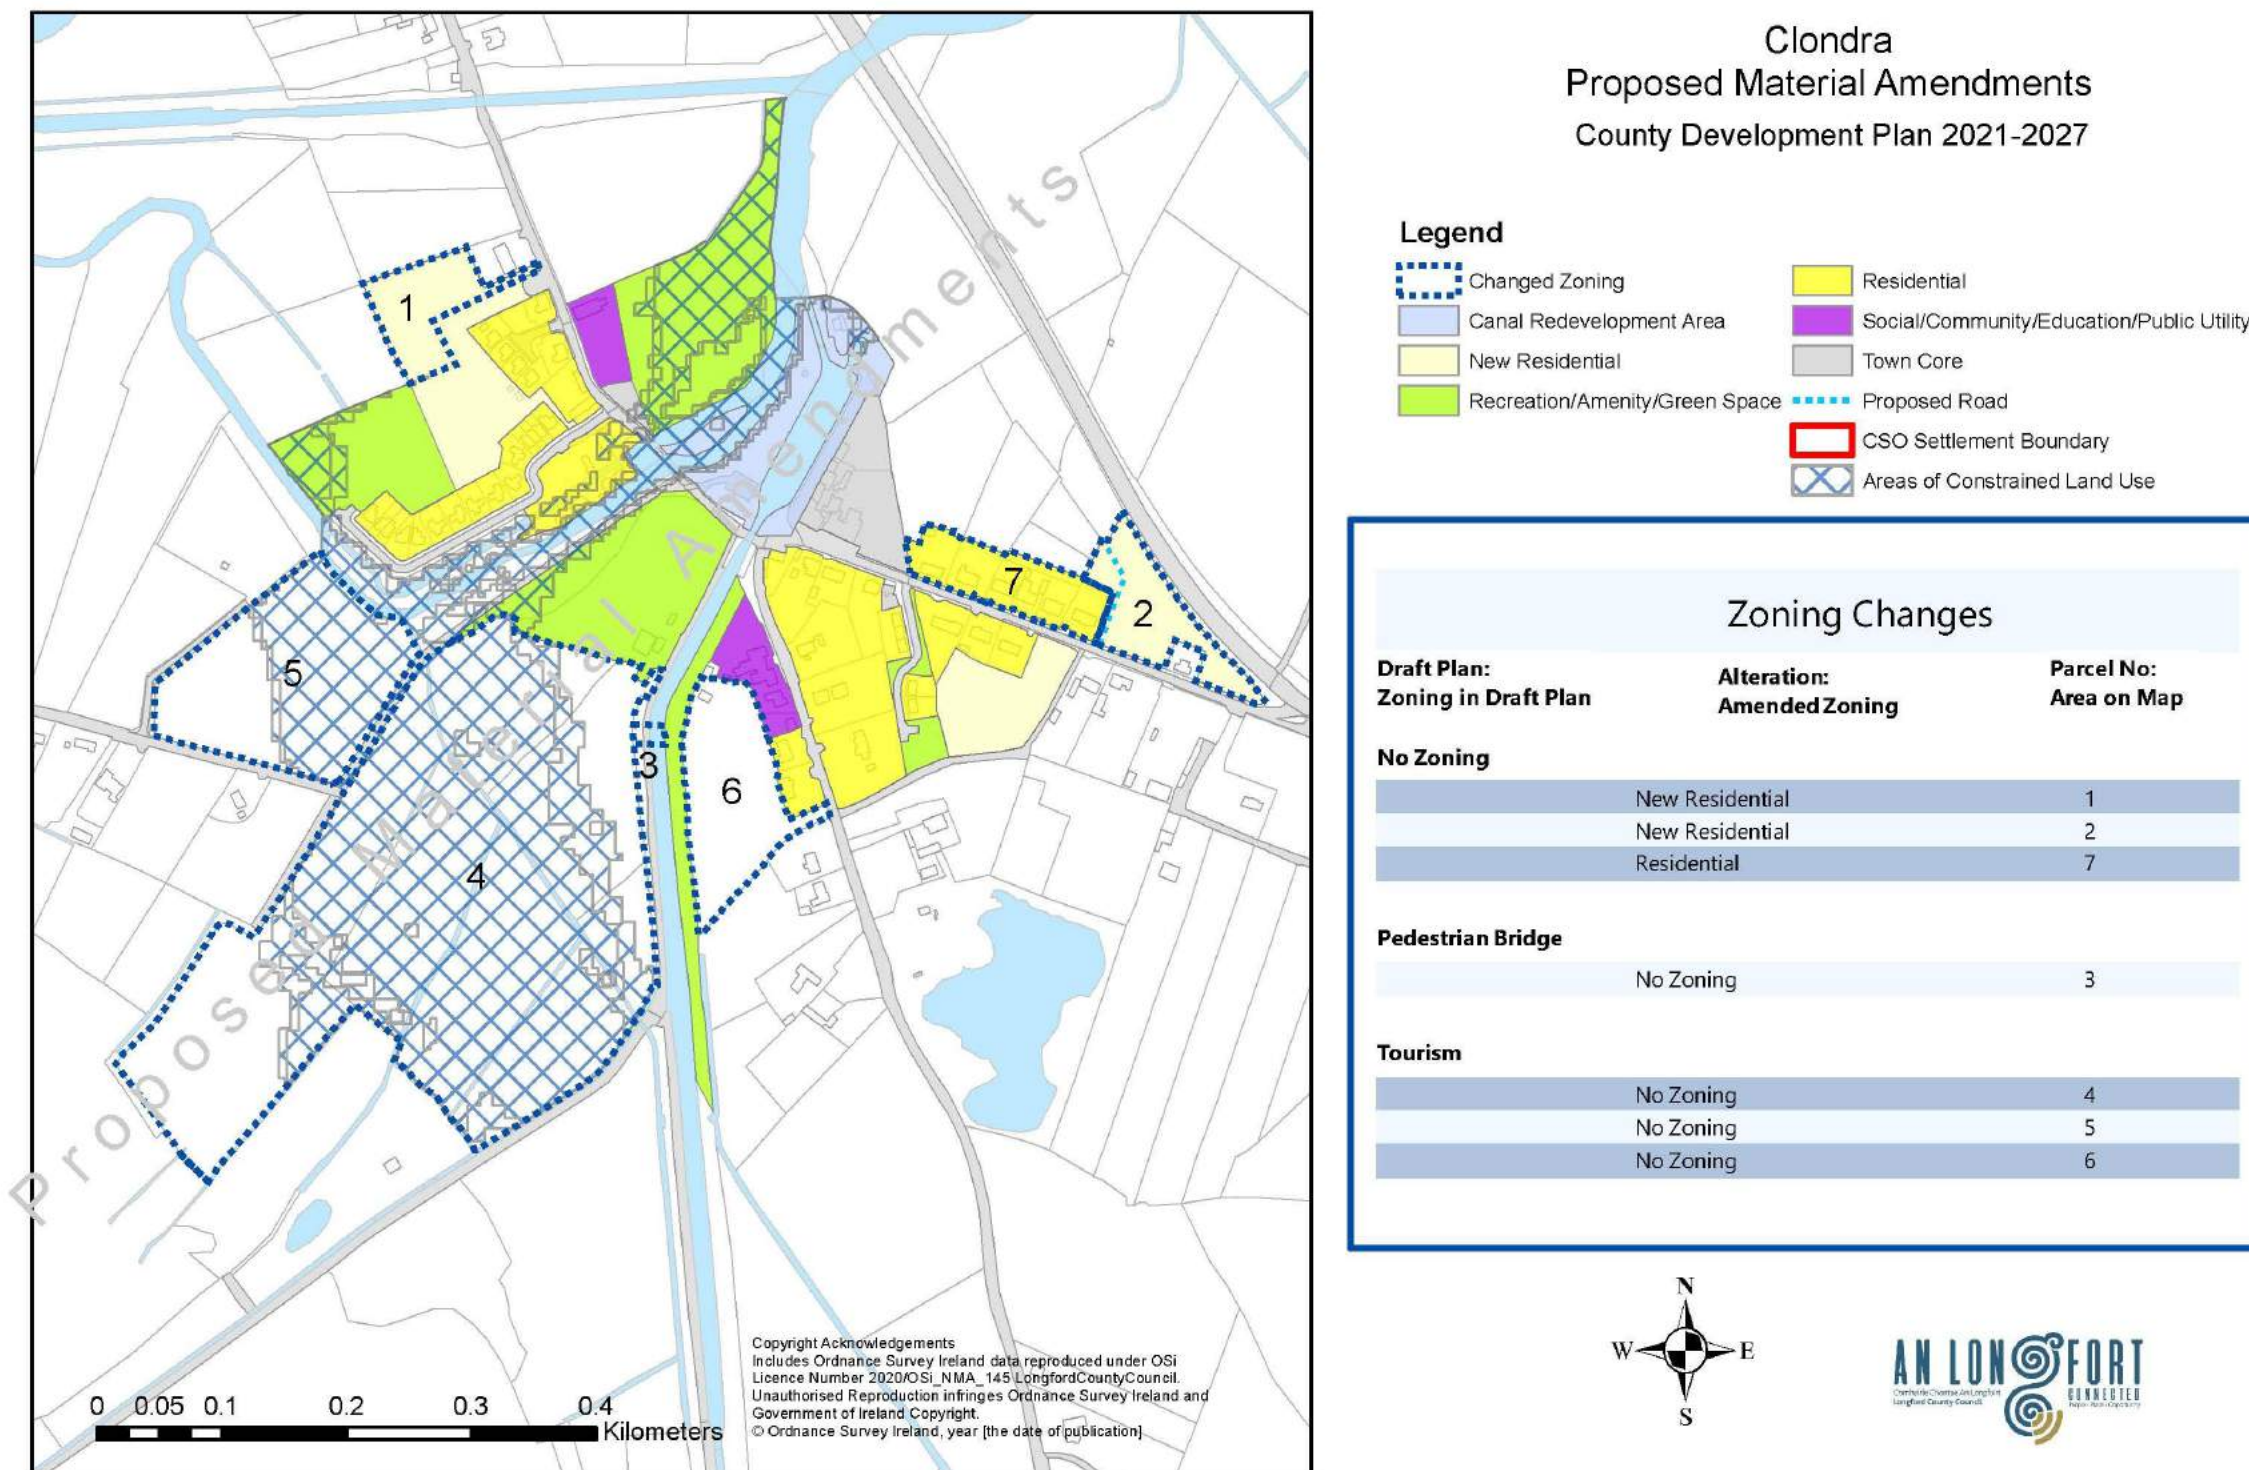 Clondra
Proposed Material Amendments
County Development Plan 2021-2027
Legend
Changed Zoning
Canal Redevelopment Area
New Residential
Recreation/Amenity/Green Space
Residential
Social/Community/Education/Public Utility
Town Core
Proposed Road
CSO Settlement Boundary
Areas of Constrained Land Use
Zoning Changes
Draft Plan: Alteration: Parcel No:
Zoning in Draft Plan Amended Zoning Area on Map
No Zoning
New Residential 1
New Residential 2
Residential 7
Pedestrian Bridge
No Zoning 3
Tourism
No Zoning 4
No Zoning 5
No Zoning 6
1
7
2
5
3
6
4
Proposed Material Amendments
Copyright Acknowledgements
Includes Ordnance Survey Ireland data reproduced under OSi
Licence Number 2020/OSi_NMA_145 LongfordCountyCouncil.
Unauthorised Reproduction infringes Ordnance Survey Ireland and
Government of Ireland Copyright.
© Ordnance Survey Ireland, year [the date of publication]
0 0.05 0.1 0.2 0.3 0.4
Kilometers
N
W E
S
AN LONGFORT
Longford County Council
CONNECTED